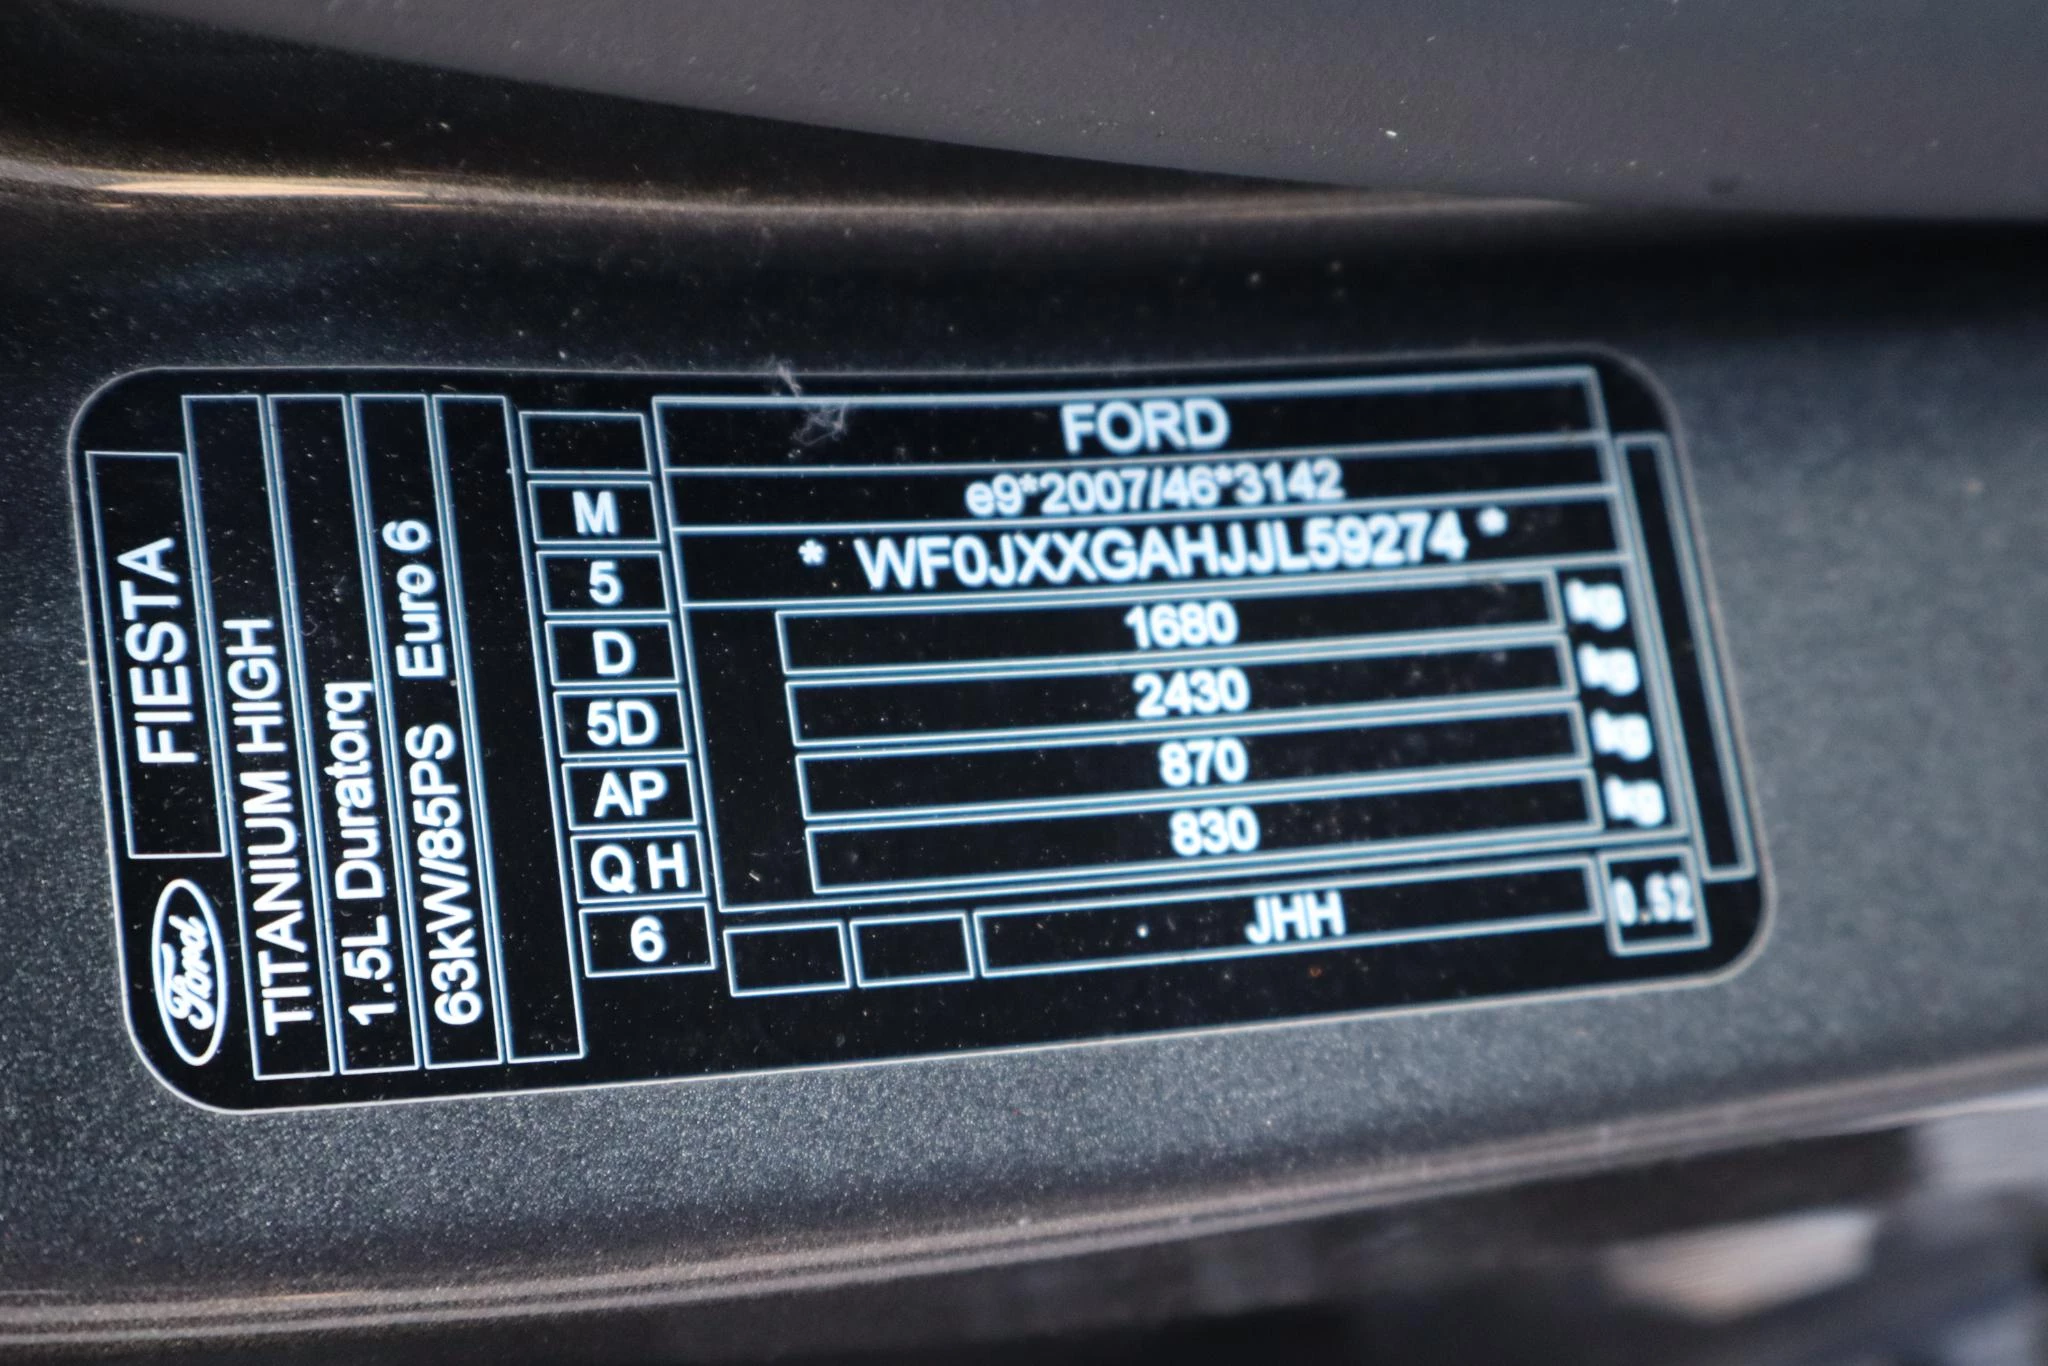 Ford
FIESTA
TITANIUM HIGH
1.5L Duratorq
63kW/85PS Euro 6
M
5
D
5D
AP
Q H
6
FORD
e9*2007/46*3142
* WF0JXXGAHJJL59274 *
1680 kg
2430 kg
870 kg
830 kg
JHH
0.52